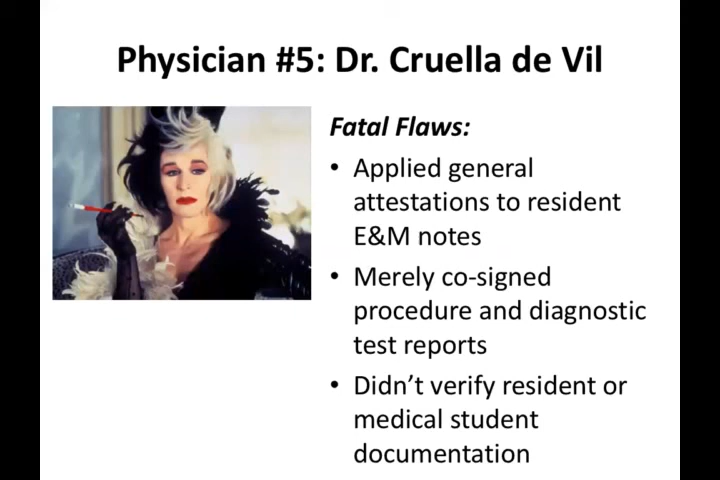 Physician #5: Dr. Cruella de Vil
Fatal Flaws:
• Applied general
attestations to resident
E&M notes
• Merely co-signed
procedure and diagnostic
test reports
• Didn’t verify resident or
medical student
documentation